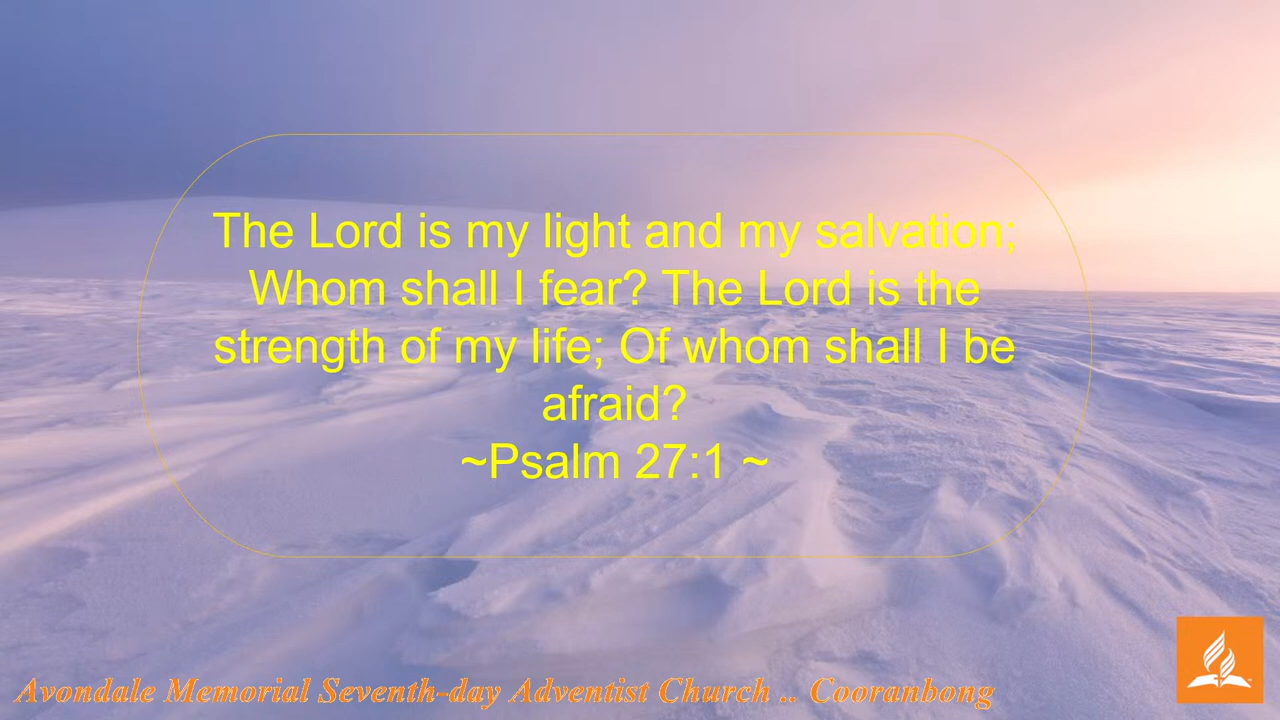 The Lord is my light and my salvation;
Whom shall I fear? The Lord is the
strength of my life; Of whom shall I be
afraid?
~Psalm 27:1 ~
Avondale Memorial Seventh-day Adventist Church .. Cooranbong